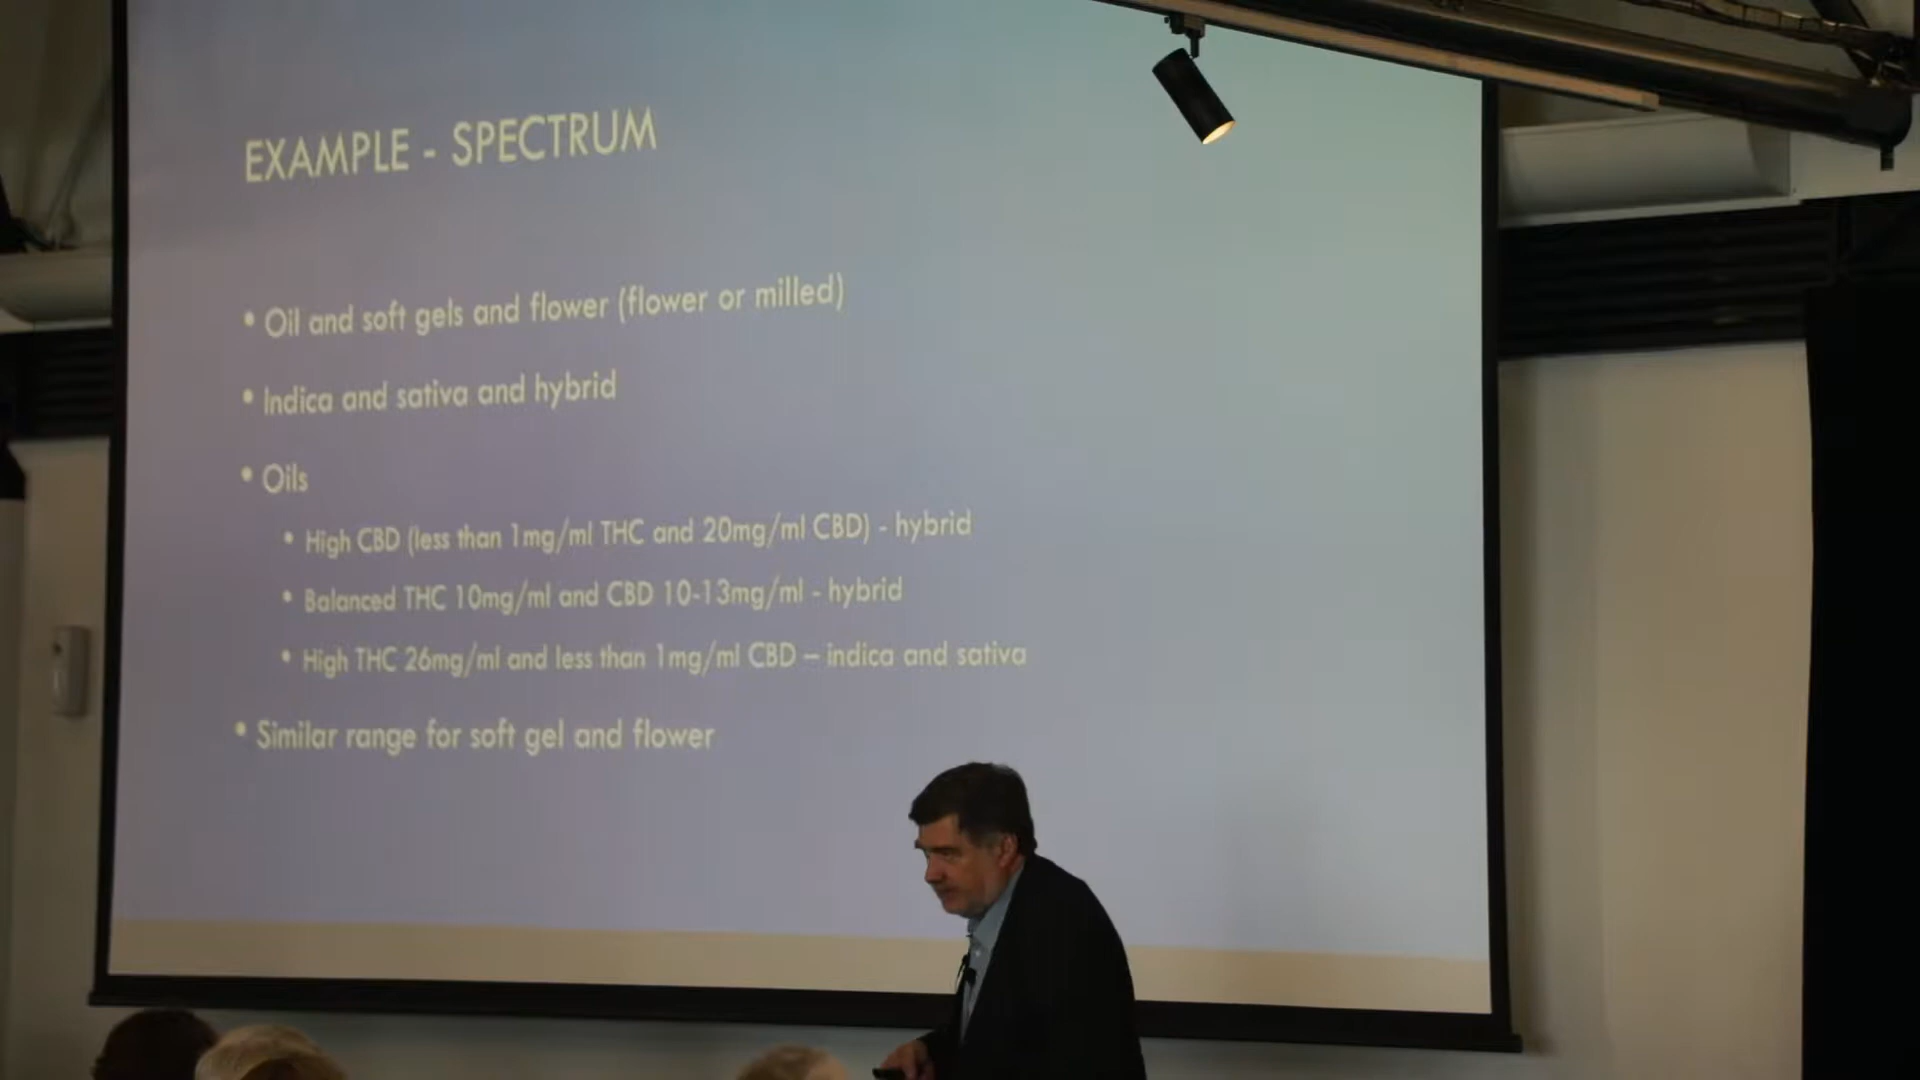 EXAMPLE - SPECTRUM
• Oil and soft gels and flower (flower or milled)
• Indica and sativa and hybrid
• Oils
• High CBD (less than 1mg/ml THC and 20mg/ml CBD) - hybrid
• Balanced THC 10mg/ml and CBD 10-13mg/ml - hybrid
• High THC 26mg/ml and less than 1mg/ml CBD – indica and sativa
• Similar range for soft gel and flower